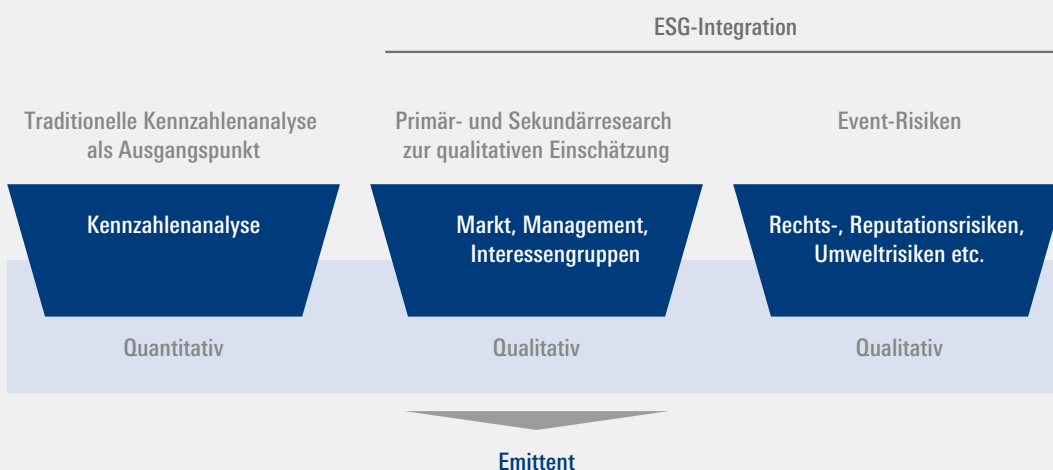 ESG-Integration
Traditionelle Kennzahlenanalyse
als Ausgangspunkt
Primär- und Sekundärresearch
zur qualitativen Einschätzung
Event-Risiken
Kennzahlenanalyse
Markt, Management,
Interessengruppen
Rechts-, Reputationsrisiken,
Umweltrisiken etc.
Quantitativ
Qualitativ
Qualitativ
Emittent